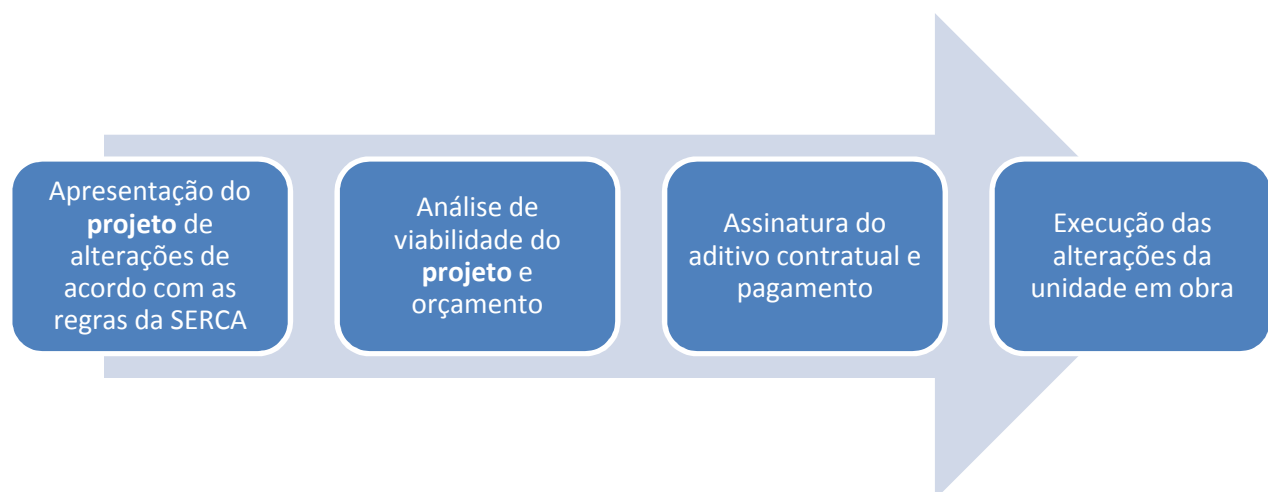 Apresentação do
projeto de
alterações de
acordo com as
regras da SERCA
Análise de
viabilidade do
projeto e
orçamento
Assinatura do
aditivo contratual e
pagamento
Execução das
alterações da
unidade em obra